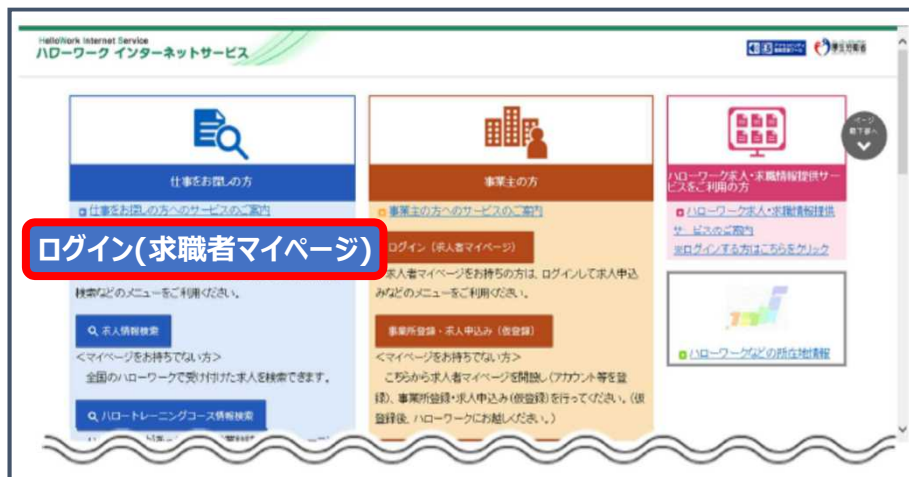 HelloWork Internet Service
ハローワーク インターネットサービス
厚生労働省
ページ
最下部へ
仕事をお探しの方
仕事をお探しの方へのサービスのご案内
ログイン(求職者マイページ)
検索などのメニューをご利用ください。
求人情報検索
<マイページをお持ちでない方>
全国のハローワークで受け付けた求人を検索できます。
ハロートレーニングコース情報検索
事業主の方
事業主の方へのサービスのご案内
ログイン（求人者マイページ）
求人者マイページをお持ちの方は、ログインして求人申込
みなどのメニューをご利用ください。
事業所登録・求人申込み（仮登録）
<マイページをお持ちでない方>
こちらから求人者マイページを開設し（アカウント等を登
録）、事業所登録・求人申込み（仮登録）を行ってください。（仮
登録後、ハローワークにお越しください。）
ハローワーク求人・求職情報提供サー
ビスをご利用の方
ハローワーク求人・求職情報提供
サービスのご案内
※ログインする方はこちらをクリック
ハローワークなどの所在地情報